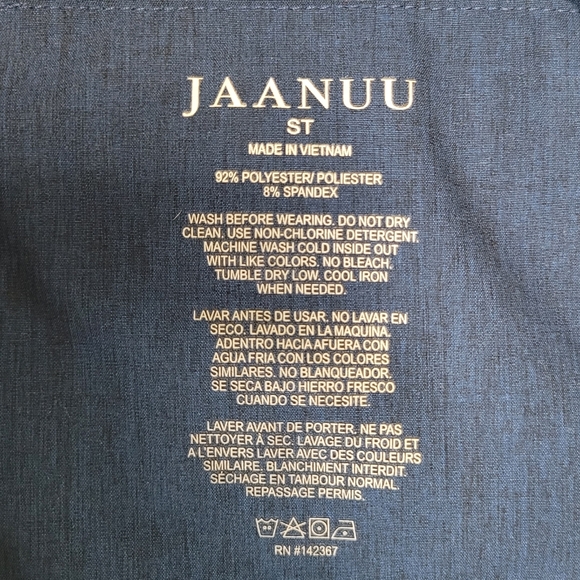 JAANUU
ST
MADE IN VIETNAM
92% POLYESTER/ POLIESTER
8% SPANDEX
WASH BEFORE WEARING. DO NOT DRY
CLEAN. USE NON-CHLORINE DETERGENT.
MACHINE WASH COLD INSIDE OUT
WITH LIKE COLORS. NO BLEACH.
TUMBLE DRY LOW. COOL IRON
WHEN NEEDED.
LAVAR ANTES DE USAR. NO LAVAR EN
SECO. LAVADO EN LA MAQUINA.
ADENTRO HACIA AFUERA CON
AGUA FRIA CON LOS COLORES
SIMILARES. NO BLANQUEADOR.
SE SECA BAJO HIERRO FRESCO
CUANDO SE NECESITE.
LAVER AVANT DE PORTER. NE PAS
NETTOYER À SEC. LAVAGE DU FROID ET
A L'ENVERS LAVER AVEC DES COULEURS
SIMILAIRE. BLANCHIMENT INTERDIT.
SÉCHAGE EN TAMBOUR NORMAL.
REPASSAGE PERMIS.
RN #142367